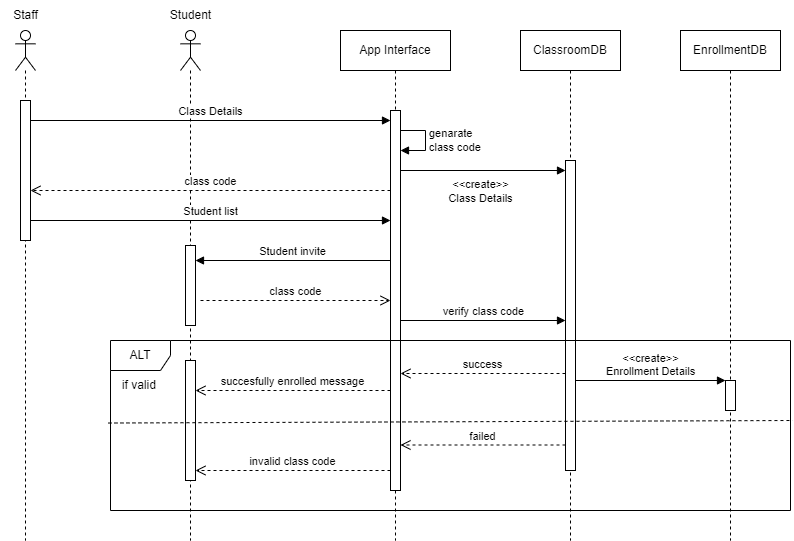 Staff
Student
App Interface
ClassroomDB
EnrollmentDB
Class Details
genarate
class code
<<create>>
Class Details
class code
Student list
Student invite
class code
verify class code
ALT
if valid
success
<<create>>
Enrollment Details
succesfully enrolled message
failed
invalid class code